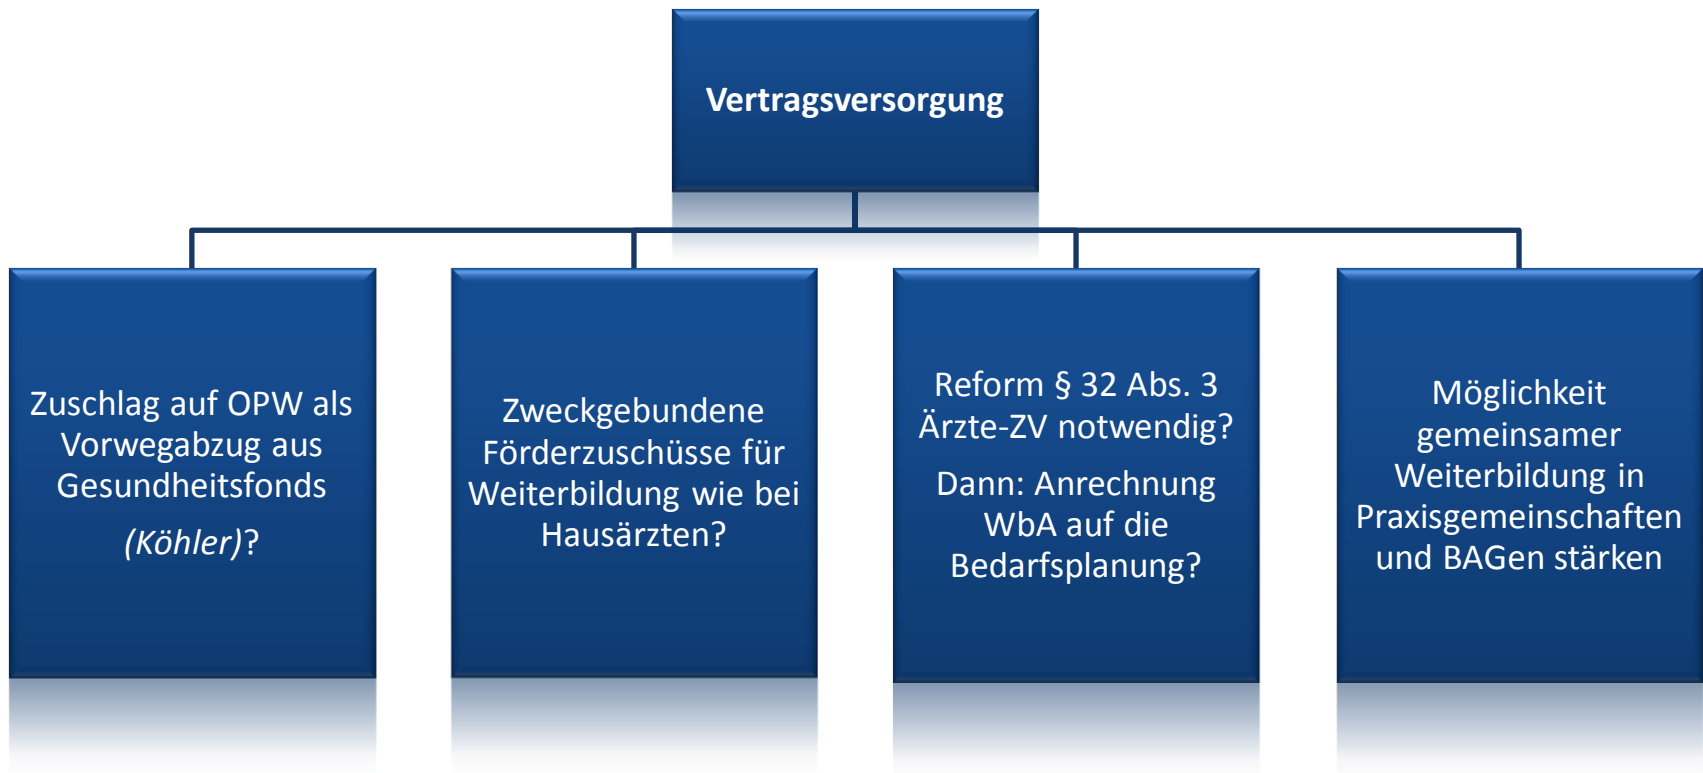 Vertragsversorgung
Zuschlag auf OPW als
Vorwegabzug aus
Gesundheitsfonds
(Köhler)?
Zweckgebundene
Förderzuschüsse für
Weiterbildung wie bei
Hausärzten?
Reform § 32 Abs. 3
Ärzte-ZV notwendig?
Dann: Anrechnung
WbA auf die
Bedarfsplanung?
Möglichkeit
gemeinsamer
Weiterbildung in
Praxisgemeinschaften
und BAGen stärken